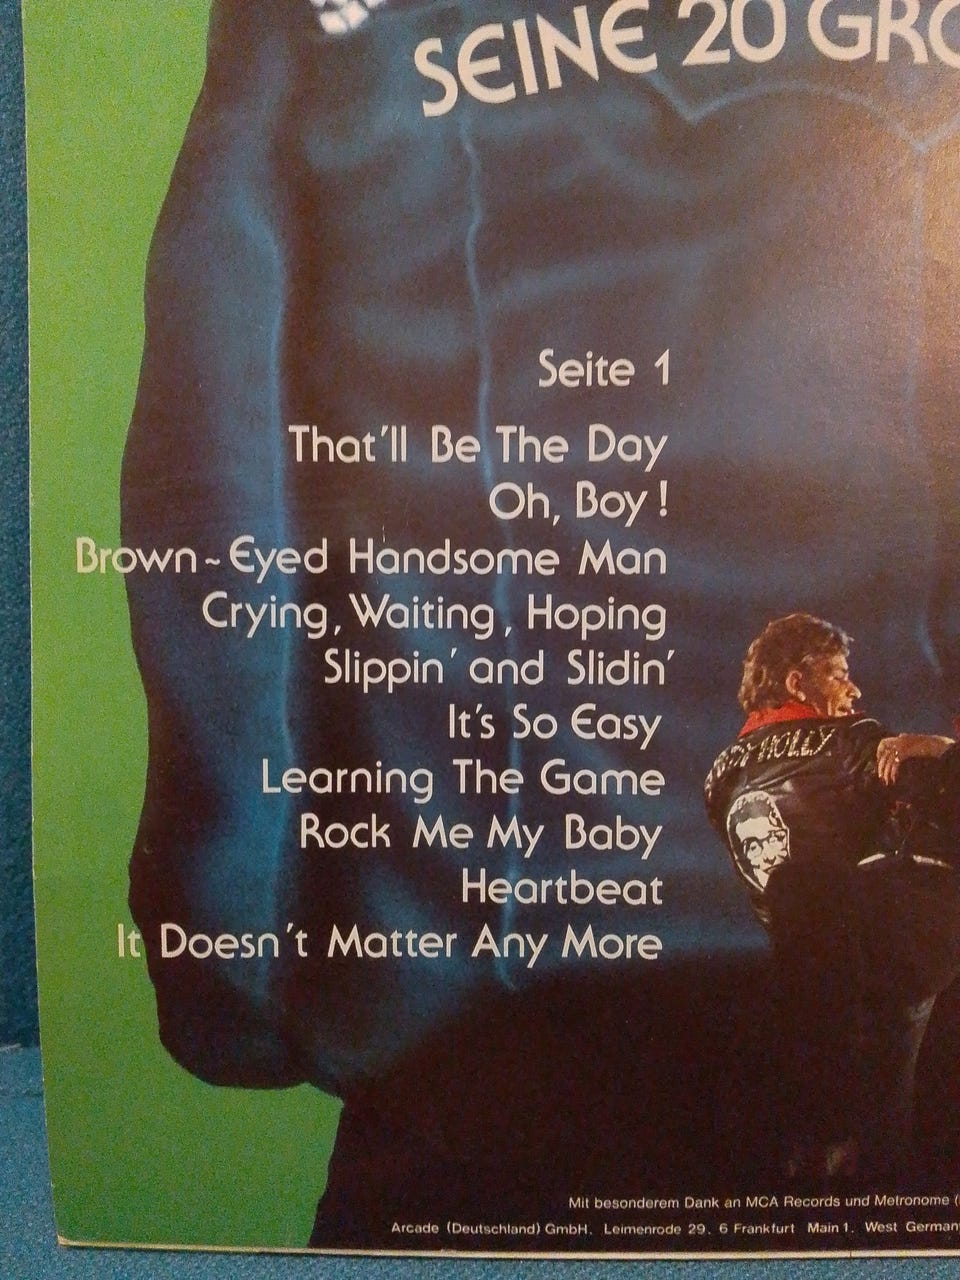 SEINE 20
Seite 1
That'll Be The Day
Oh, Boy!
Brown~Eyed Handsome Man
Crying, Waiting, Hoping
Slippin' and Slidin'
It's So Easy
Learning The Game
Rock Me My Baby
Heartbeat
It Doesn't Matter Any More
HOLLY
Mit besonderem Dank an MCA Records und Metronome (
Arcade (Deutschland) GmbH. Leimenrode 29. 6 Frankfurt Main 1. West